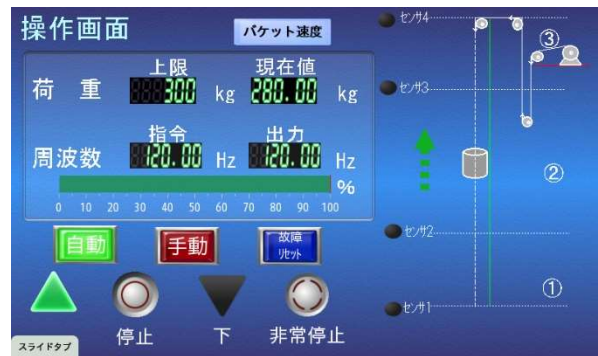 操作画面
バケット速度
上限 現在値
荷重 300 kg 280.00 kg
指令 出力
周波数 120.00 Hz 120.00 Hz
%
0 10 20 30 40 50 60 70 80 90 100
自動 手動 故障
リセット
停止 下 非常停止
スライドタブ
センサ4
③
センサ3
②
センサ2
①
センサ1